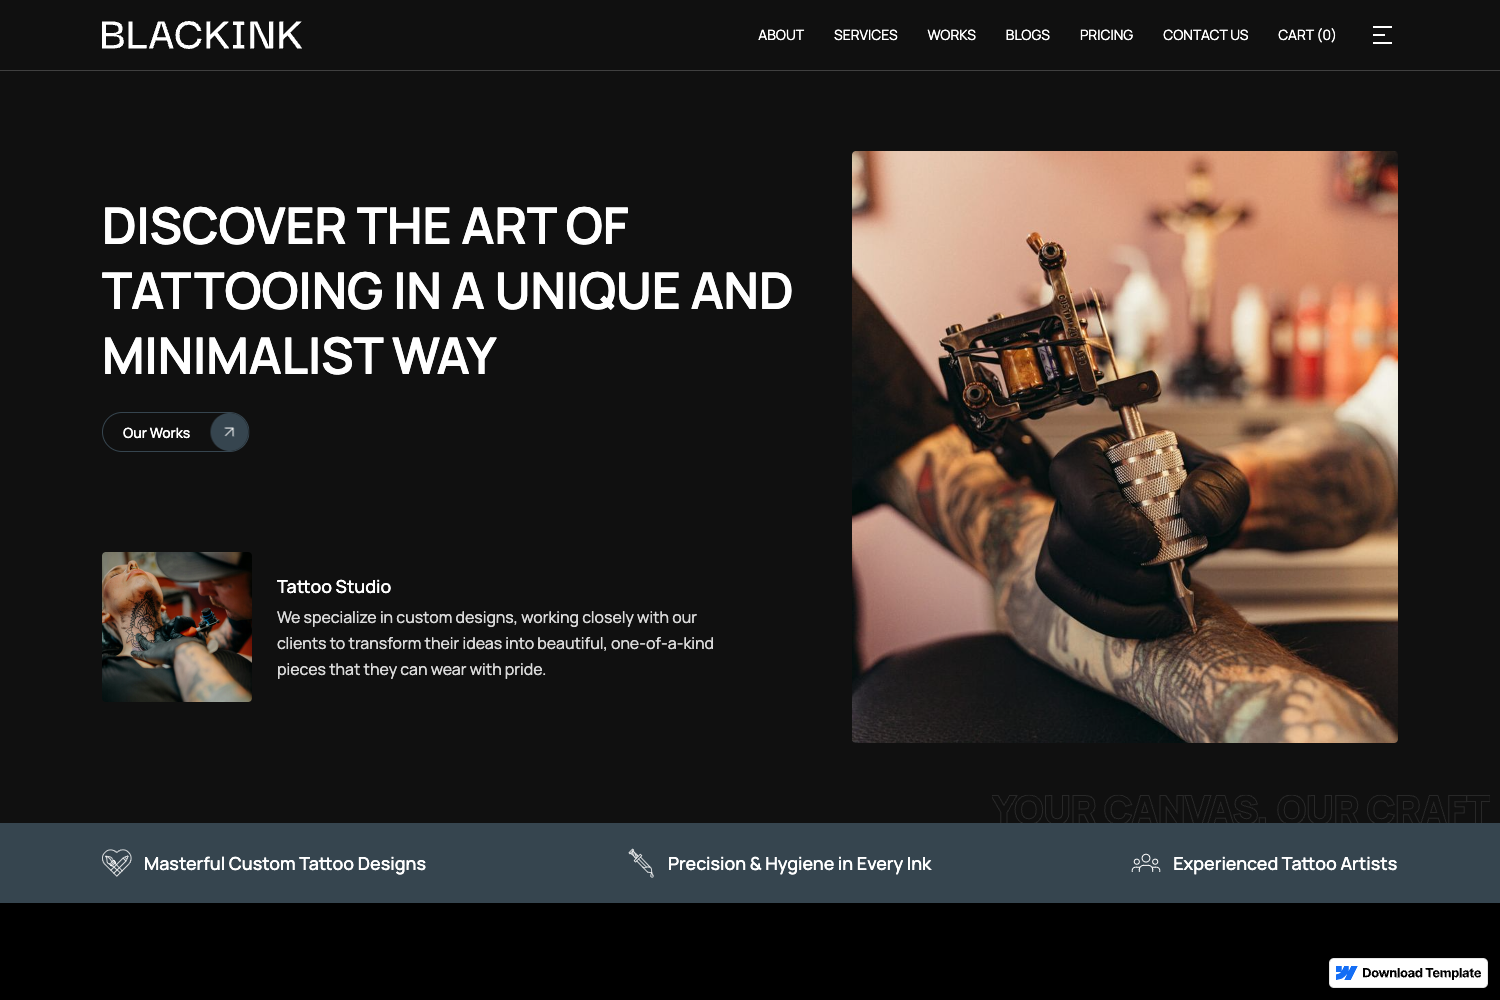 BLACKINK
ABOUT SERVICES WORKS BLOGS PRICING CONTACT US CART (0)
DISCOVER THE ART OF
TATTOOING IN A UNIQUE AND
MINIMALIST WAY
Our Works
Tattoo Studio
We specialize in custom designs, working closely with our
clients to transform their ideas into beautiful, one-of-a-kind
pieces that they can wear with pride.
YOUR CANVAS. OUR CRAFT
Masterful Custom Tattoo Designs
Precision & Hygiene in Every Ink
Experienced Tattoo Artists
Download Template